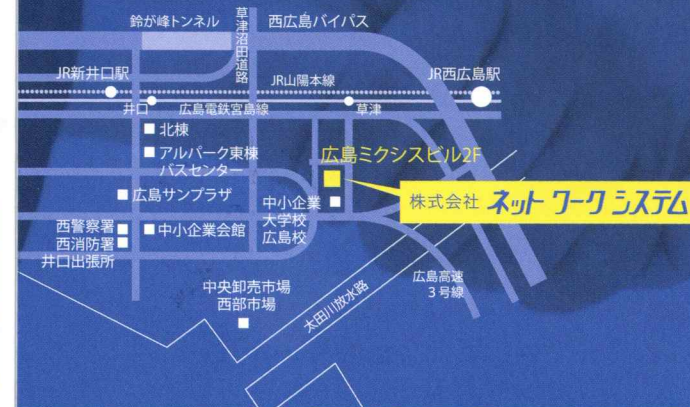 鈴が峰トンネル
草津沼田道路
西広島バイパス
JR新井口駅
JR山陽本線
JR西広島駅
井口
広島電鉄宮島線
草津
北棟
アルパーク東棟
バスセンター
広島ミクシスビル2F
広島サンプラザ
中小企業
大学校
広島校
株式会社 ネットワークシステム
西警察署
西消防署
井口出張所
中小企業会館
中央卸売市場
西部市場
太田川放水路
広島高速
3号線